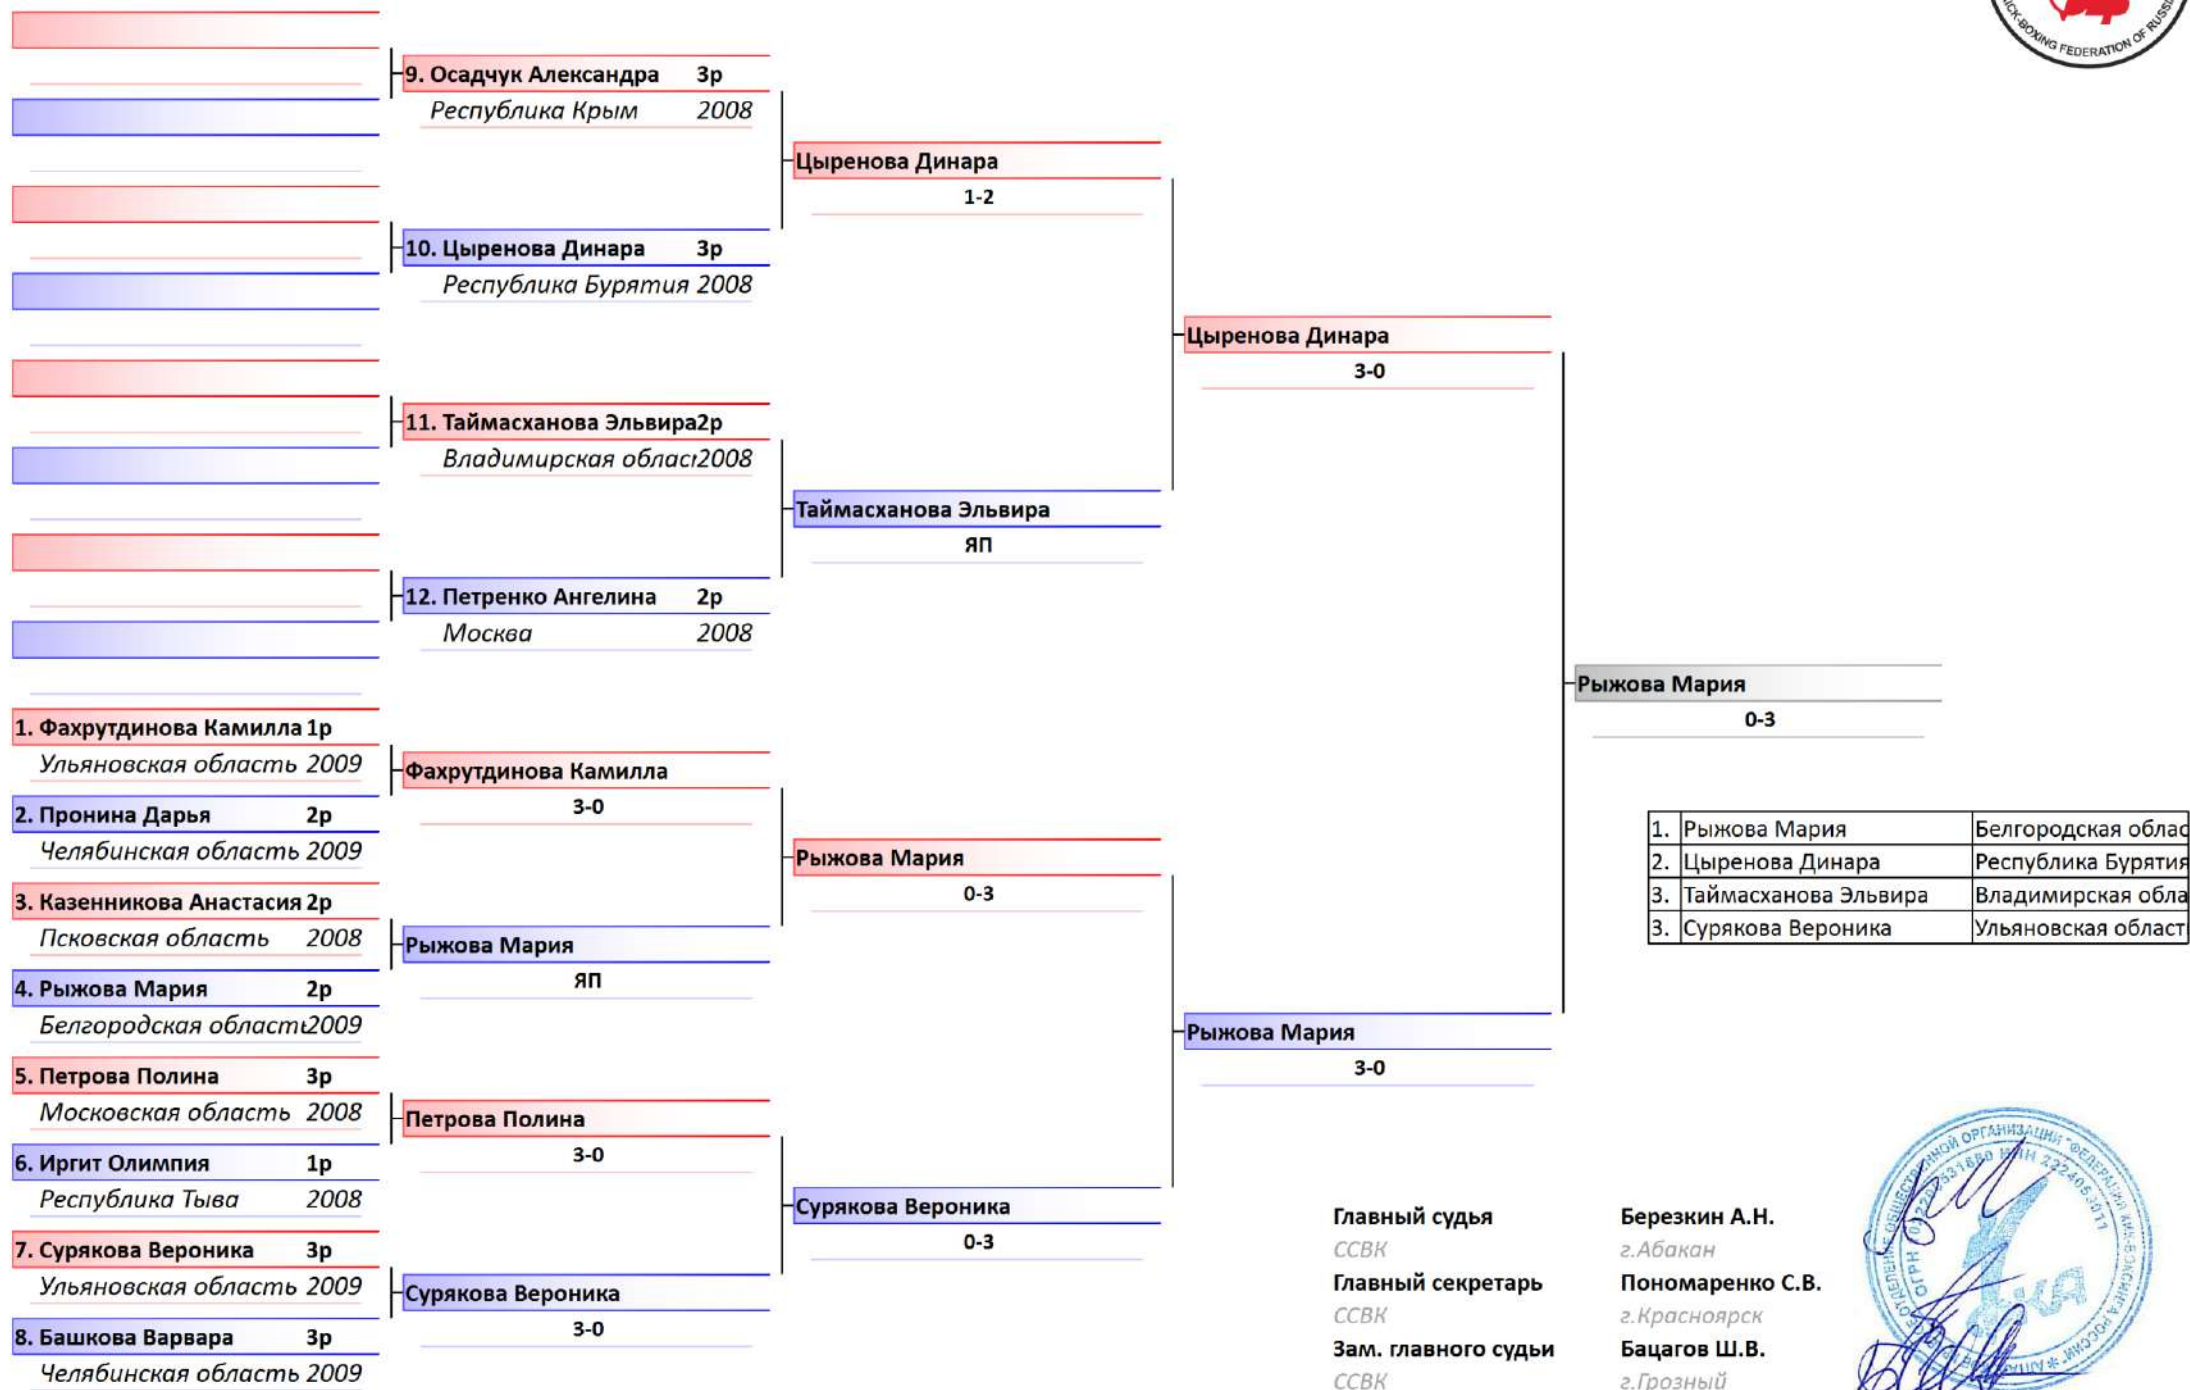 KICK-BOXING FEDERATION OF RUSSIA
9. Осадчук Александра 3р
Республика Крым 2008
Цыренова Динара
1-2
10. Цыренова Динара 3р
Республика Бурятия 2008
Цыренова Динара
3-0
11. Таймасханова Эльвира2р
Владимирская област2008
Таймасханова Эльвира
ЯП
12. Петренко Ангелина 2р
Москва 2008
Рыжова Мария
0-3
1. Фахрутдинова Камилла 1р
Ульяновская область 2009
Фахрутдинова Камилла
3-0
2. Пронина Дарья 2р
Челябинская область 2009
Рыжова Мария
0-3
3. Казенникова Анастасия 2р
Псковская область 2008
Рыжова Мария
ЯП
4. Рыжова Мария 2р
Белгородская область2009
1. Рыжова Мария Белгородская облас
2. Цыренова Динара Республика Бурятия
3. Таймасханова Эльвира Владимирская обла
3. Сурякова Вероника Ульяновская област
Рыжова Мария
3-0
5. Петрова Полина 3р
Московская область 2008
Петрова Полина
3-0
6. Иргит Олимпия 1р
Республика Тыва 2008
Сурякова Вероника
0-3
7. Сурякова Вероника 3р
Ульяновская область 2009
Сурякова Вероника
3-0
8. Башкова Варвара 3р
Челябинская область 2009
Главный судья Березкин А.Н.
ССВК г.Абакан
Главный секретарь Пономаренко С.В.
ССВК г.Красноярск
Зам. главного судьи Бацагов Ш.В.
ССВК г.Грозный